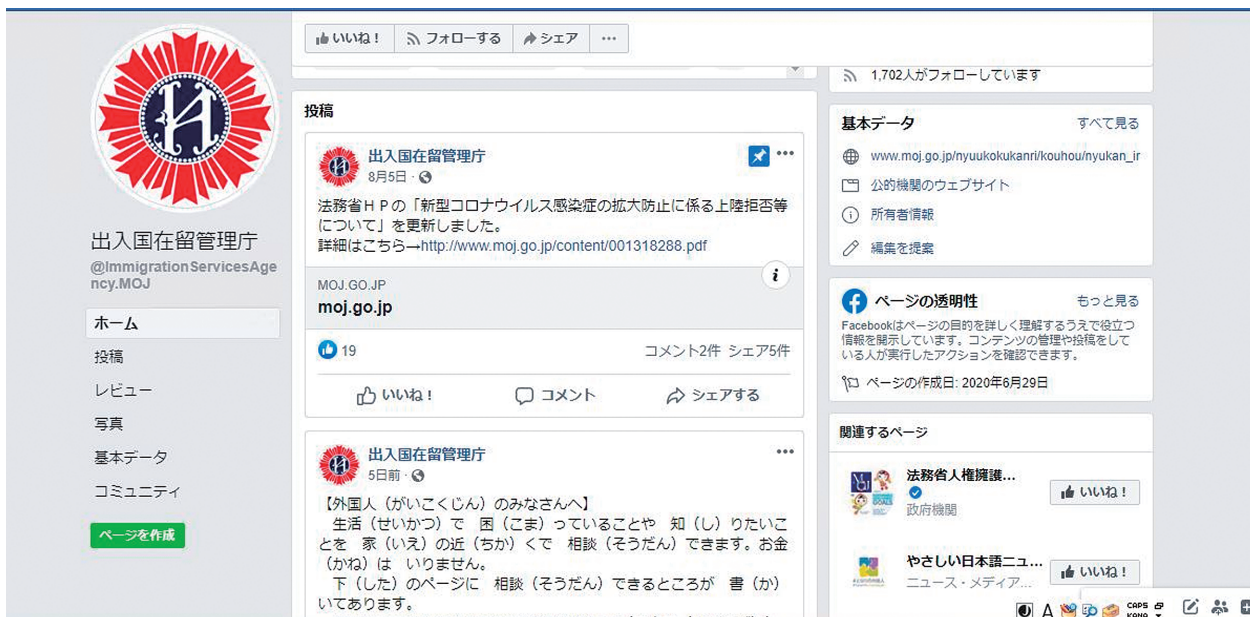 いいね！ フォローする シェア ...
出入国在留管理庁
@ImmigrationServicesAge
ncy.MOJ
ホーム
投稿
レビュー
写真
基本データ
コミュニティ
ページを作成
投稿
出入国在留管理庁
8月5日
法務省ＨＰの「新型コロナウイルス感染症の拡大防止に係る上陸拒否等
について」を更新しました。
詳細はこちら→http://www.moj.go.jp/content/001318288.pdf
MOJ.GO.JP
moj.go.jp
19 コメント2件 シェア5件
いいね！ コメント シェアする
出入国在留管理庁
5日前
【外国人（がいこくじん）のみなさんへ】
生活（せいかつ）で　困（こま）っていることや　知（し）りたいこ
とを　家（いえ）の近（ちか）くで　相談（そうだん）できます。お金
（かね）は　いりません。
下（した）のページに　相談（そうだん）できるところが　書（か）
いてあります。
1,702人がフォローしています
基本データ すべて見る
www.moj.go.jp/nyuukokukanri/kouhou/nyukan_ir
公的機関のウェブサイト
所有者情報
編集を提案
ページの透明性 もっと見る
Facebookはページの目的を詳しく理解するうえで役立つ
情報を開示しています。コンテンツの管理や投稿をして
いる人が実行したアクションを確認できます。
ページの作成日: 2020年6月29日
関連するページ
法務省人権擁護...
政府機関
いいね！
やさしい日本語ニュ...
ニュース・メディア...
いいね！
A CAPS
KANA